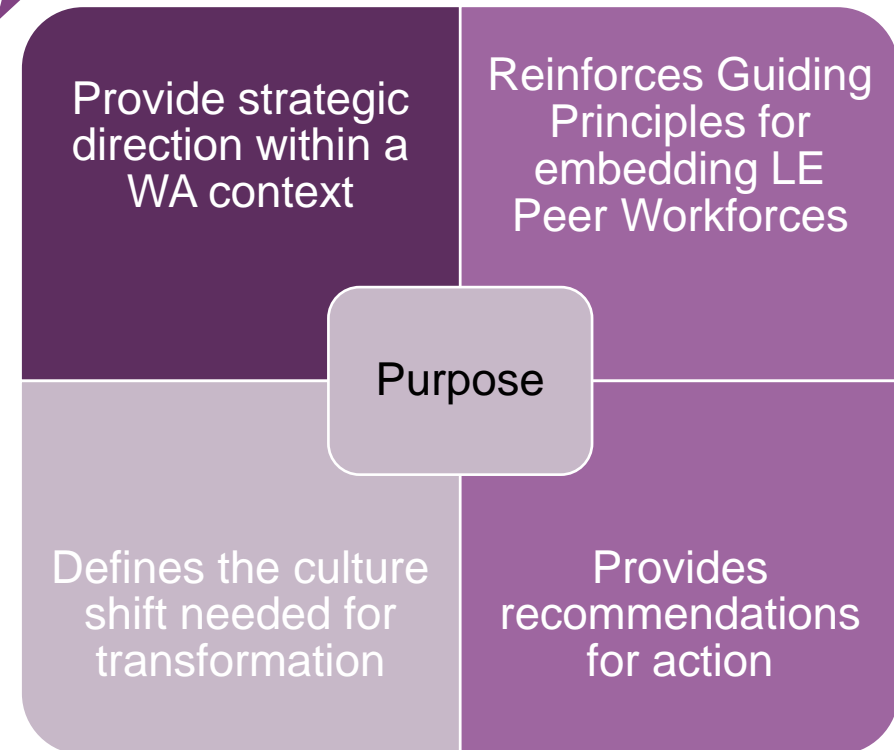 Provide strategic
direction within a
WA context
Reinforces Guiding
Principles for
embedding LE
Peer Workforces
Purpose
Defines the culture
shift needed for
transformation
Provides
recommendations
for action